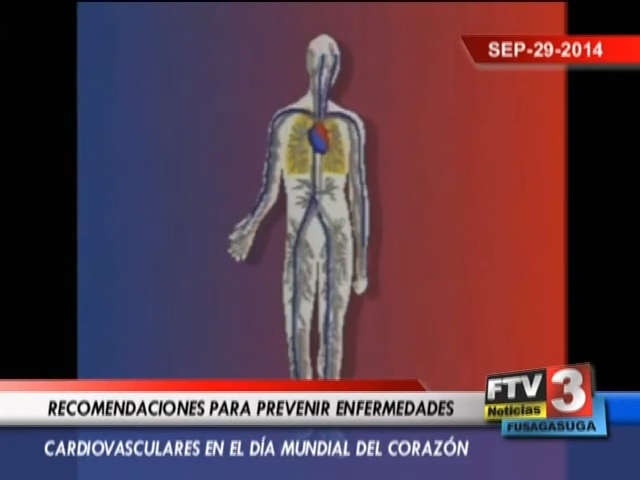 SEP-29-2014
RECOMENDACIONES PARA PREVENIR ENFERMEDADES
CARDIOVASCULARES EN EL DÍA MUNDIAL DEL CORAZÓN
FTV 3
Noticias
FUSAGASUGA